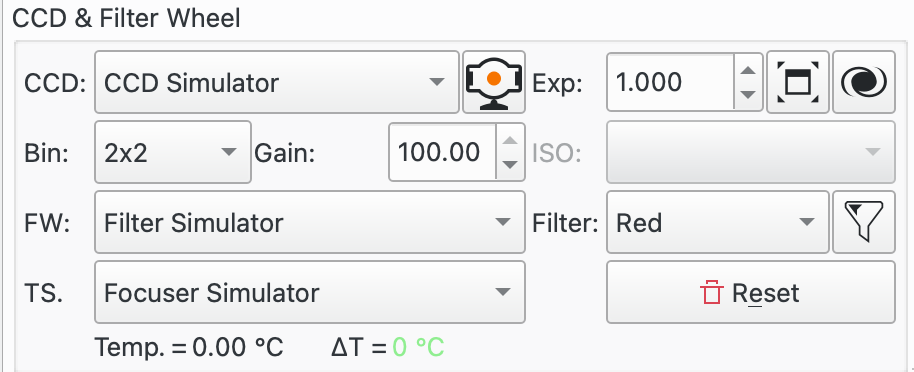 CCD & Filter Wheel
CCD: CCD Simulator Exp: 1.000
Bin: 2x2 Gain: 100.00 ISO:
FW: Filter Simulator Filter: Red
TS. Focuser Simulator Reset
Temp. = 0.00 °C ΔT = 0 °C